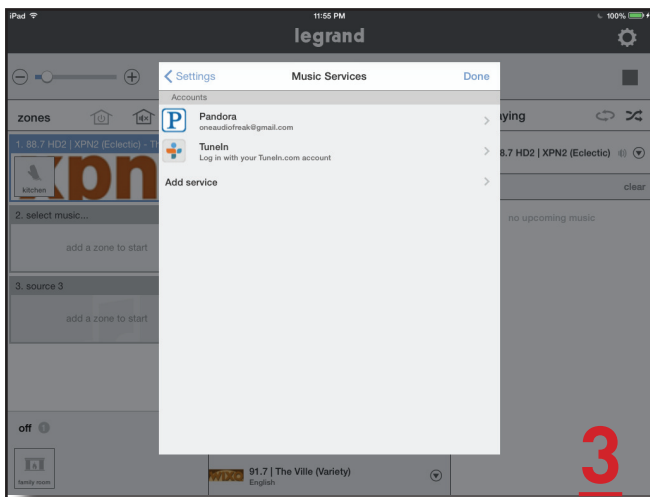 iPad
11:55 PM
100%
legrand
Settings
Music Services
Done
Accounts
Pandora
oneaudiofreak@gmail.com
TuneIn
Log in with your TuneIn.com account
Add service
zones
1. 88.7 HD2 | XPN2 (Eclectic) - Th
xpn
kitchen
2. select music...
add a zone to start
3. source 3
add a zone to start
off
family room
ying
8.7 HD2 | XPN2 (Eclectic)
clear
no upcoming music
WDXO
91.7 | The Ville (Variety)
English
3